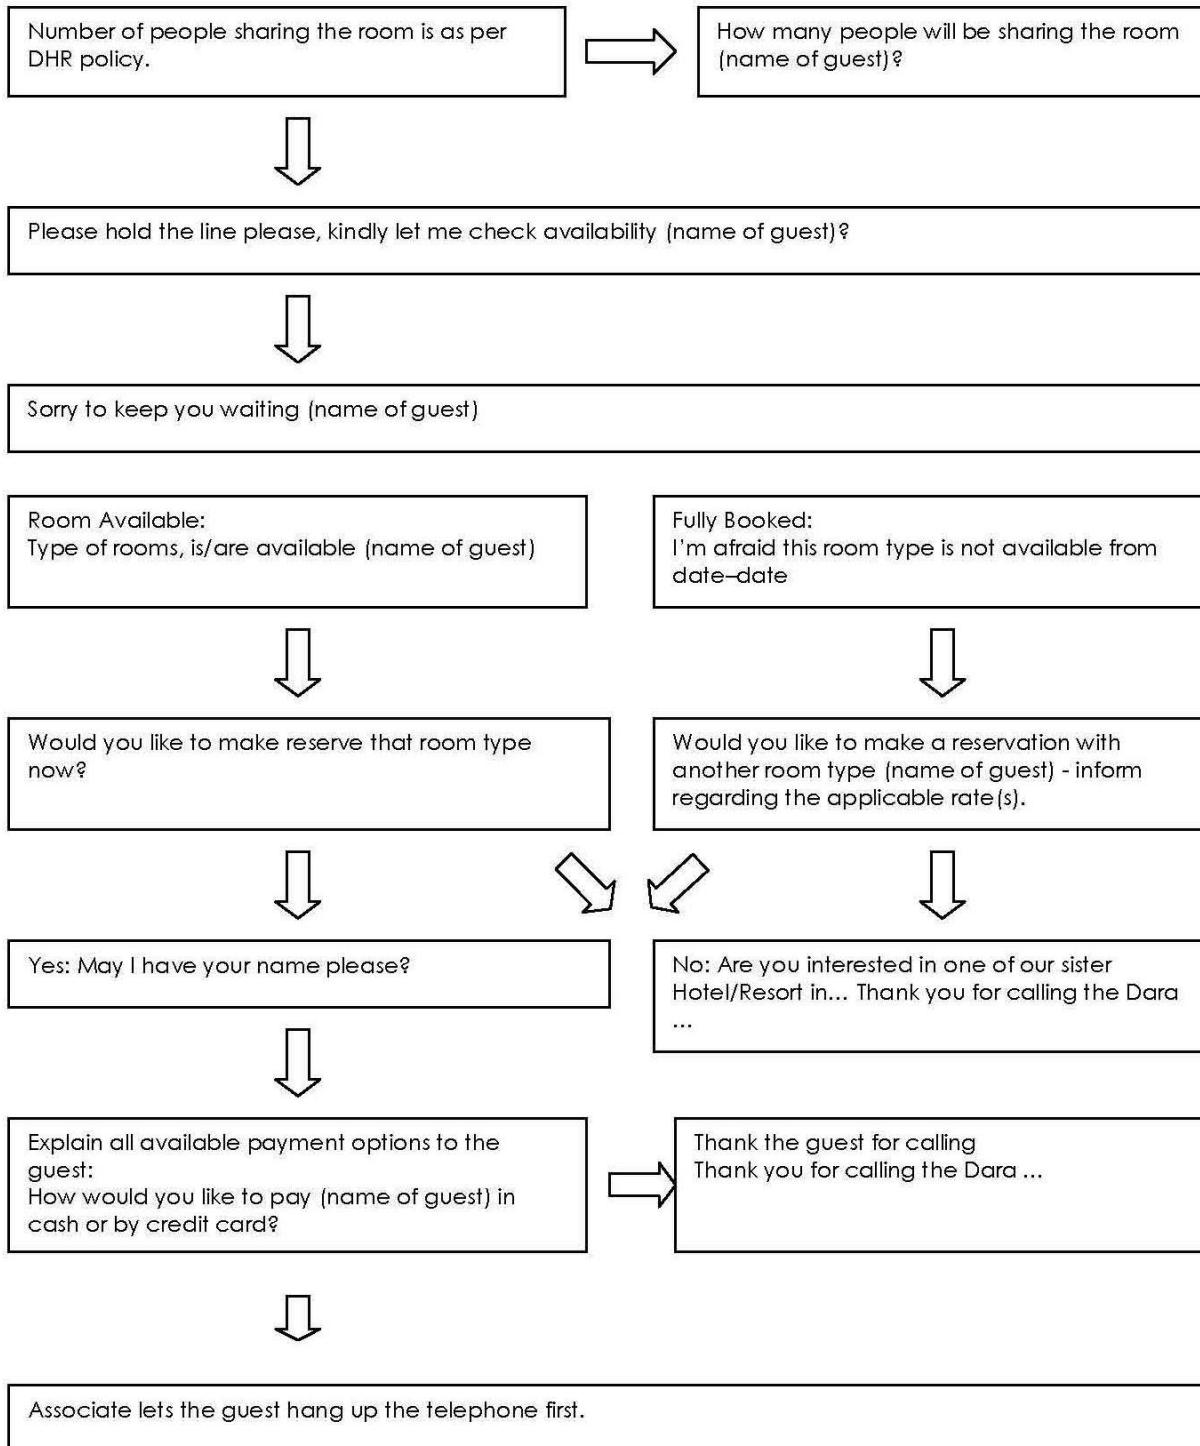 Number of people sharing the room is as per
DHR policy.
How many people will be sharing the room
(name of guest)?
Please hold the line please, kindly let me check availability (name of guest)?
Sorry to keep you waiting (name of guest)
Room Available:
Type of rooms, is/are available (name of guest)
Fully Booked:
I'm afraid this room type is not available from
date–date
Would you like to make reserve that room type
now?
Would you like to make a reservation with
another room type (name of guest) - inform
regarding the applicable rate(s).
Yes: May I have your name please?
No: Are you interested in one of our sister
Hotel/Resort in... Thank you for calling the Dara
...
Explain all available payment options to the
guest:
How would you like to pay (name of guest) in
cash or by credit card?
Thank the guest for calling
Thank you for calling the Dara ...
Associate lets the guest hang up the telephone first.